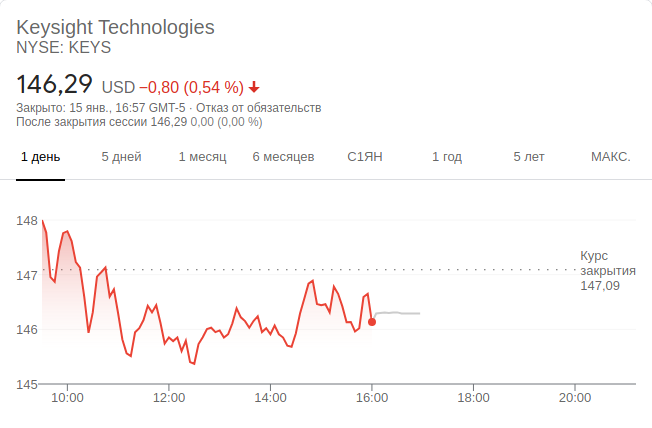 Keysight Technologies
NYSE: KEYS
146,29 USD −0,80 (0,54 %)
Закрыто: 15 янв., 16:57 GMT-5 · Отказ от обязательств
После закрытия сессии 146,29 0,00 (0,00 %)
1 день 5 дней 1 месяц 6 месяцев С1ЯН 1 год 5 лет МАКС.
148
147
146
145
Курс
закрытия
147,09
10:00 12:00 14:00 16:00 18:00 20:00